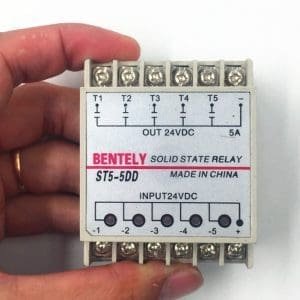 T1 T2 T3 T4 T5 −
OUT 24VDC 5A
BENTELY SOLID STATE RELAY
ST5-5DD MADE IN CHINA
INPUT24VDC
-1 -2 -3 -4 -5 +